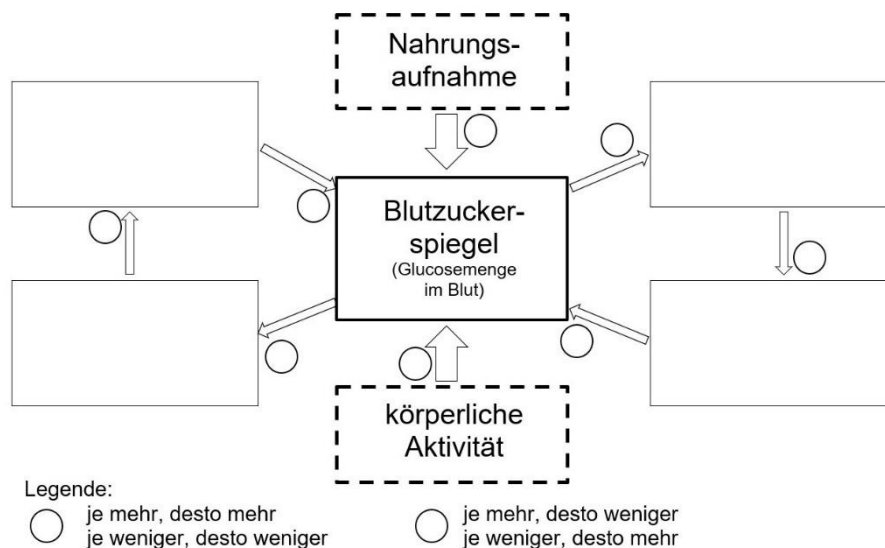 Nahrungs-
aufnahme
Blutzucker-
spiegel
(Glucosemenge
im Blut)
körperliche
Aktivität
Legende:
je mehr, desto mehr
je weniger, desto weniger
je mehr, desto weniger
je weniger, desto mehr